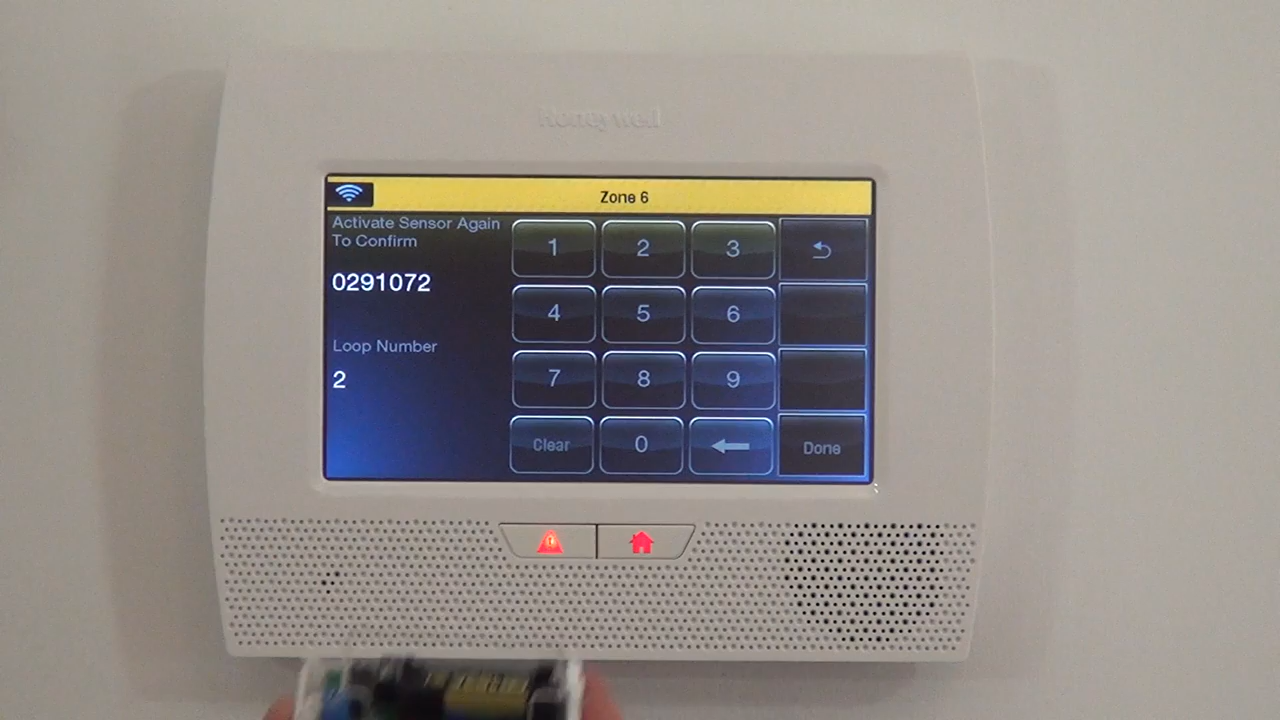 Honeywell
Zone 6
Activate Sensor Again
To Confirm
0291072
Loop Number
2
1 2 3
4 5 6
7 8 9
Clear 0
Done